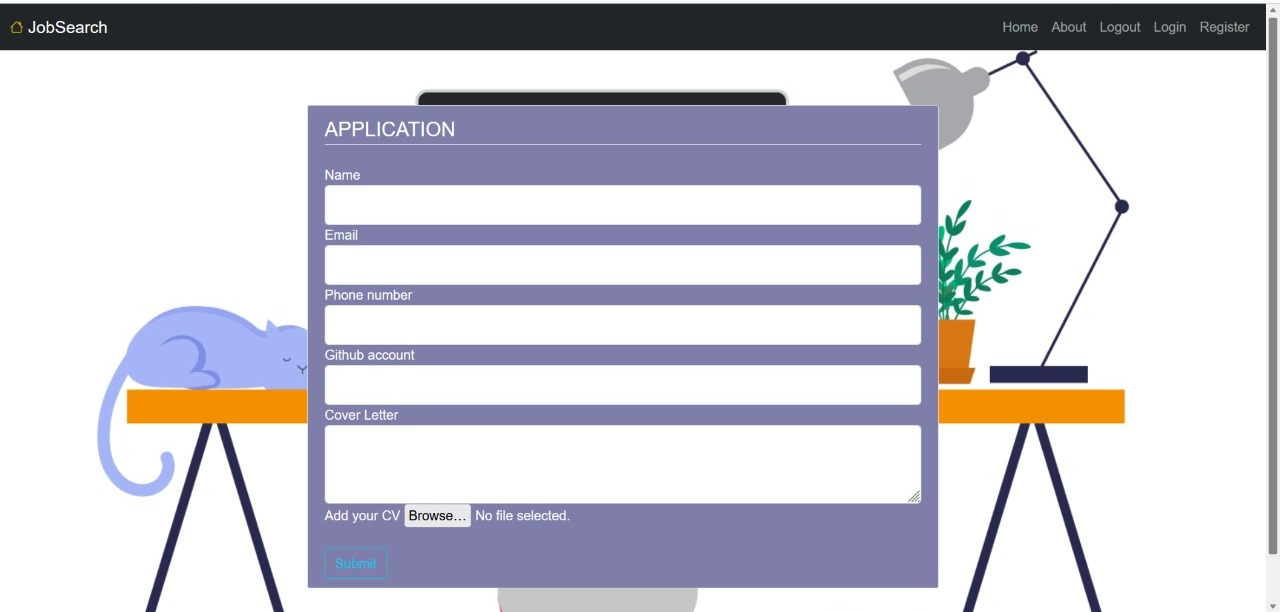 JobSearch
Home About Logout Login Register
APPLICATION
Name
Email
Phone number
Github account
Cover Letter
Add your CV Browse... No file selected.
Submit